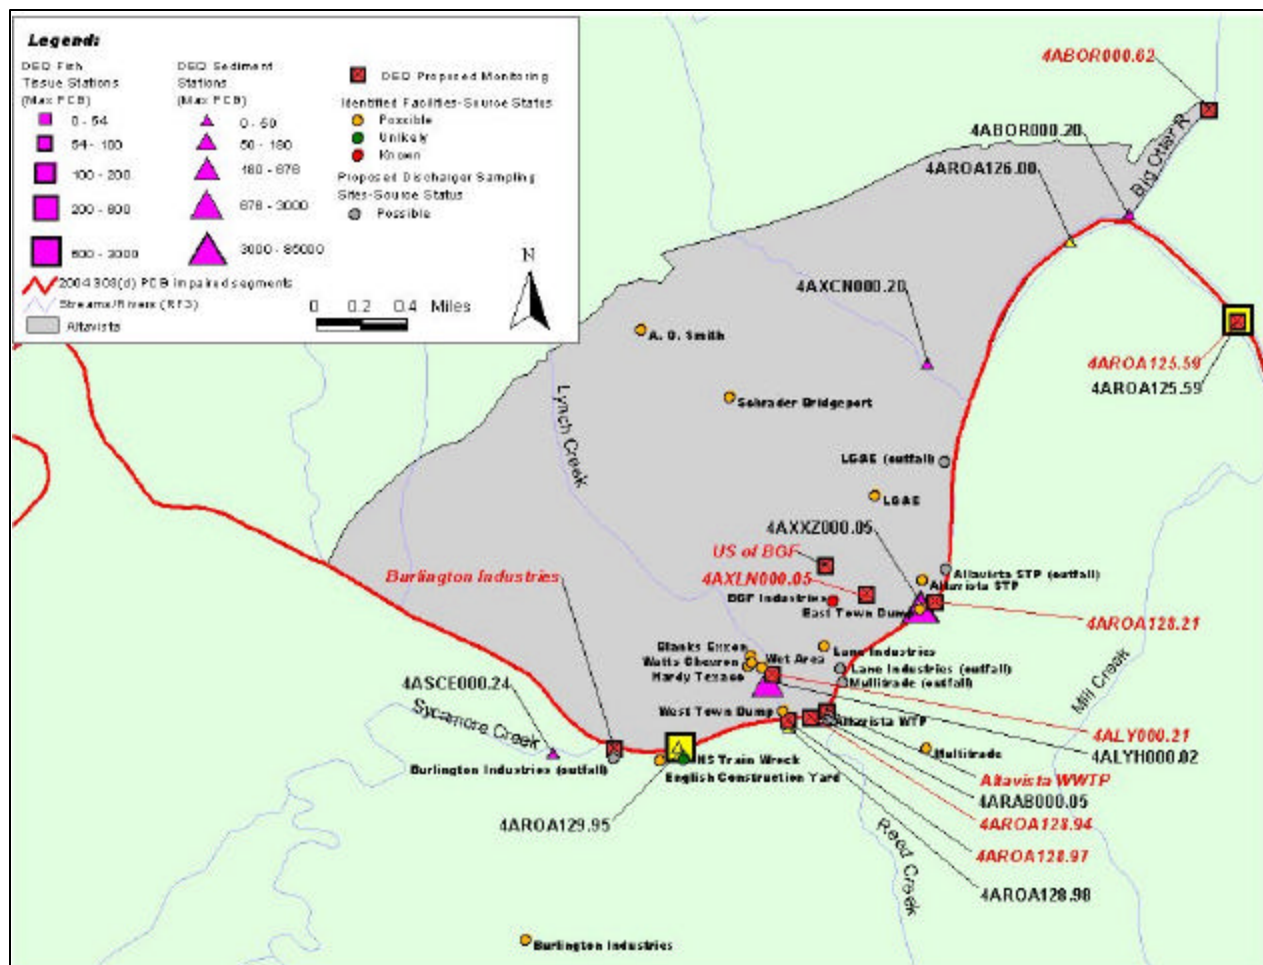 Legend:
DEQ Fish
Tissue Stations
(Max PCB)
0 - 54
54 - 100
100 - 200
200 - 600
600 - 3000
DEQ Sediment
Stations
(Max PCB)
0 - 50
50 - 180
180 - 678
678 - 3000
3000 - 85000
DEQ Proposed Monitoring
Identified Facilities-Source Status
Possible
Unlikely
Known
Proposed Discharger Sampling
Sites-Source Status
Possible
2004 303(d) PCB impaired segments
Streams/Rivers (RF3)
Altavista
0 0.2 0.4 Miles
N
4ABOR000.62
4ABOR000.20
Big Otter R
4AROA126.00
4AXCN000.20
A. O. Smith
4AROA125.59
4AROA125.59
Schrader Bridgeport
Lynch Creek
LG&E (outfall)
LG&E
4AXXZ000.05
US of BGF
Burlington Industries
4AXLN000.05
Altavista STP (outfall)
Altavista STP
BGF Industries
East Town Dump
4AROA128.21
Blanks Exxon
Watts Chevron
Hardy Texaco
Wet Area
Lane Industries
Lane Industries (outfall)
Multitrade (outfall)
Mill Creek
4ASCE000.24
Sycamore Creek
West Town Dump
Altavista WTP
4ALY000.21
4ALYH000.02
Multitrade
Burlington Industries (outfall)
NS Train Wreck
English Construction Yard
Altavista WWTP
4ARAB000.05
4AROA129.95
4AROA128.94
4AROA128.97
4AROA128.98
Reed Creek
Burlington Industries